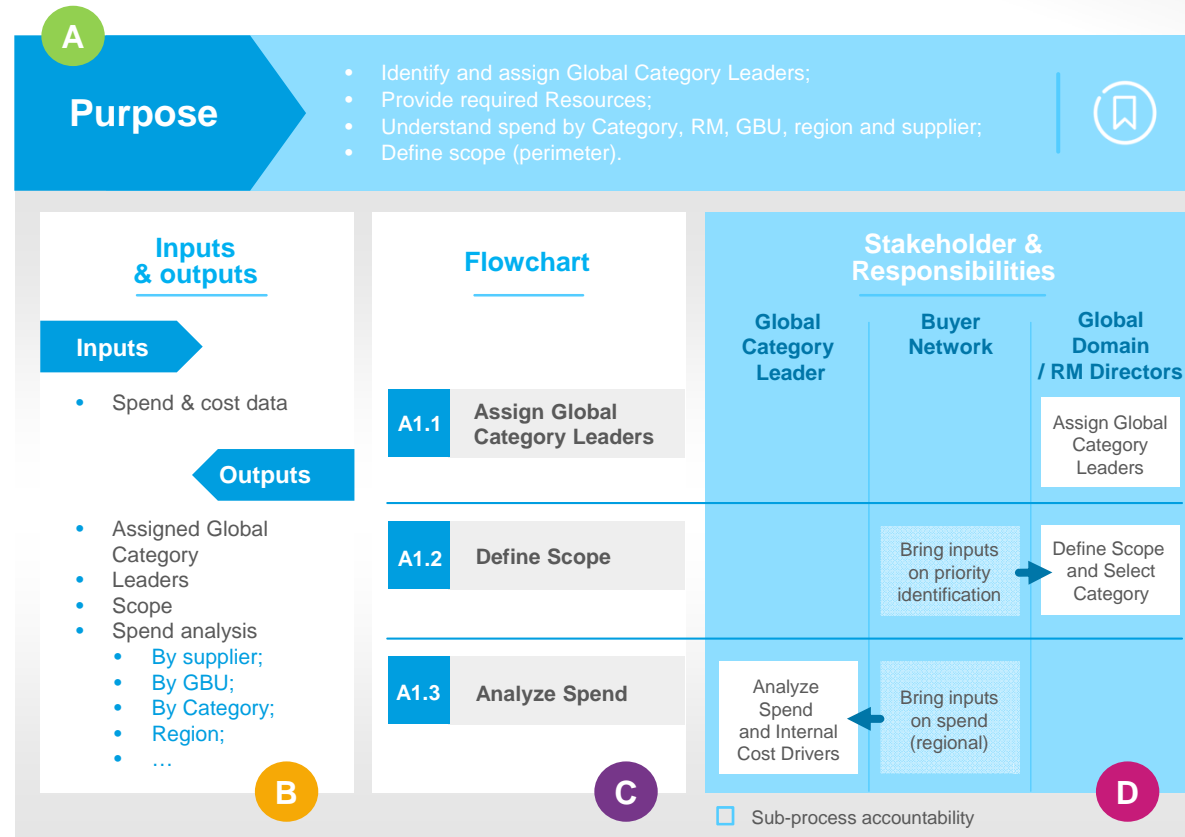 A
Purpose
• Identify and assign Global Category Leaders;
• Provide required Resources;
• Understand spend by Category, RM, GBU, region and supplier;
• Define scope (perimeter).
Inputs
& outputs
Inputs
• Spend & cost data
Outputs
• Assigned Global
Category
• Leaders
• Scope
• Spend analysis
• By supplier;
• By GBU;
• By Category;
• Region;
• …
B
Flowchart
A1.1
Assign Global
Category Leaders
A1.2
Define Scope
A1.3
Analyze Spend
C
Stakeholder &
Responsibilities
Global
Category
Leader
Buyer
Network
Global
Domain
/ RM Directors
Assign Global
Category
Leaders
Bring inputs
on priority
identification
Define Scope
and Select
Category
Analyze
Spend
and Internal
Cost Drivers
Bring inputs
on spend
(regional)
D
Sub-process accountability